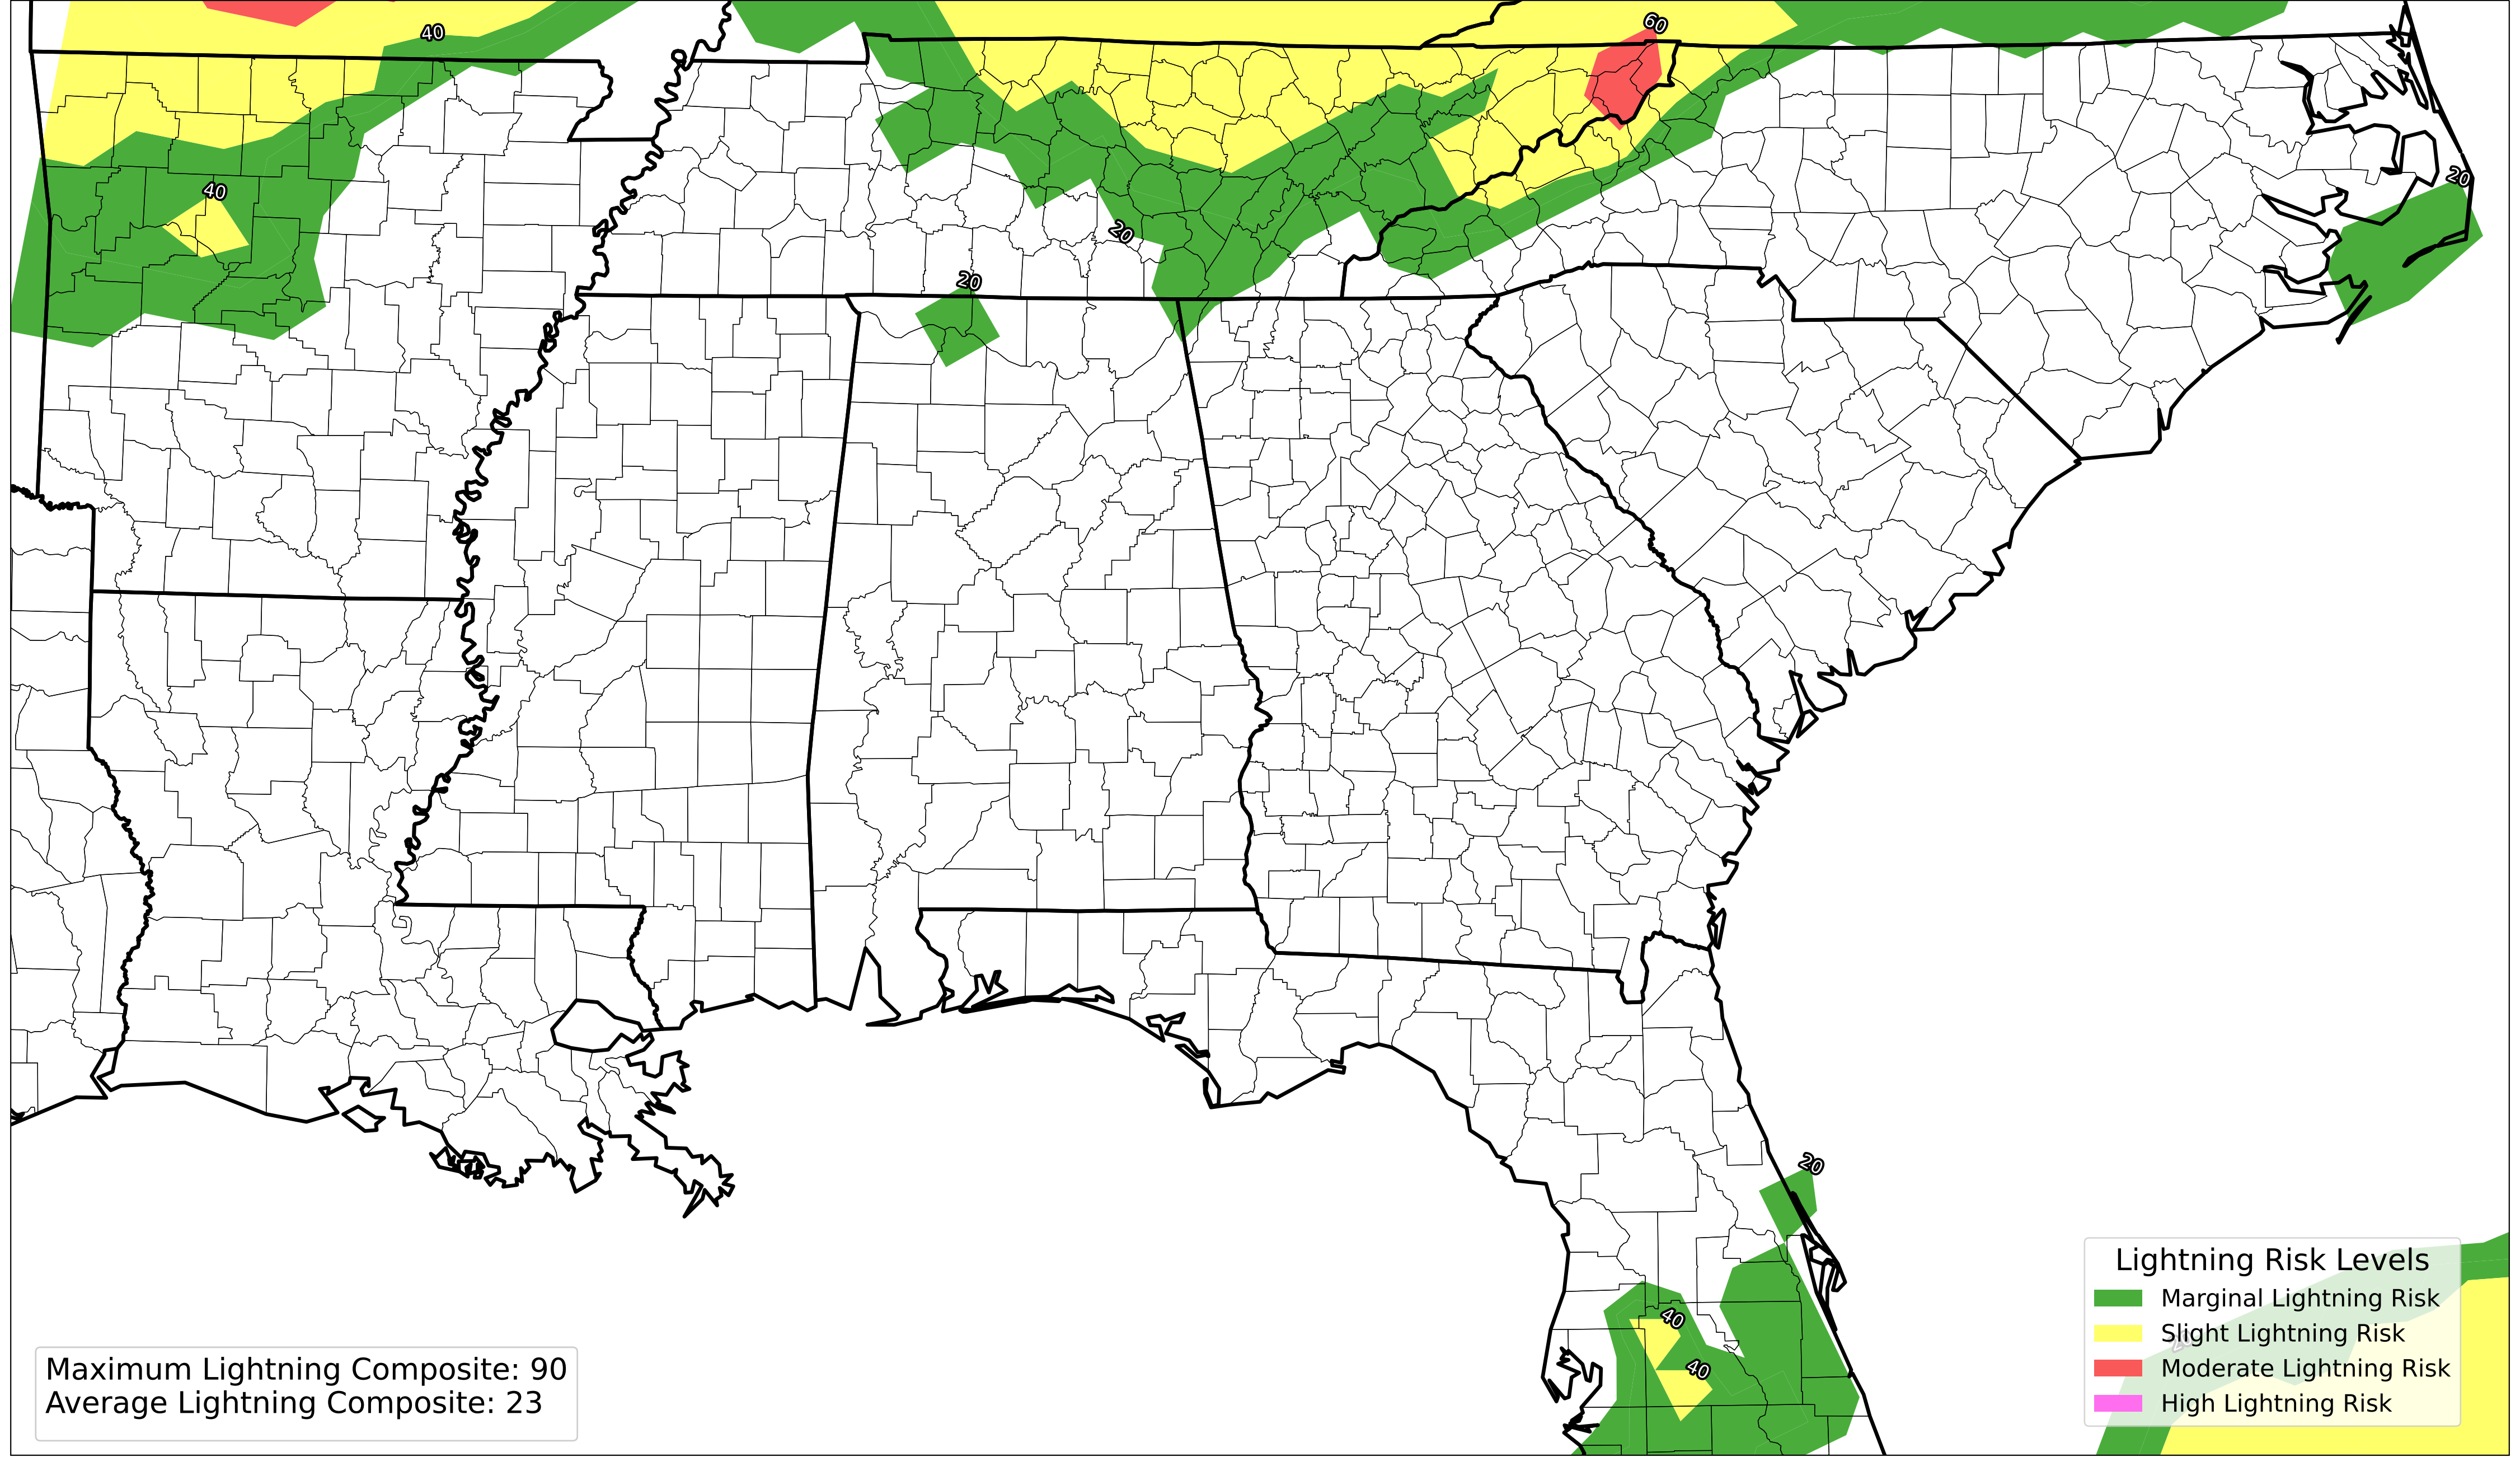 40
60
40
20
20
20
20
40
40
Lightning Risk Levels
Marginal Lightning Risk
Slight Lightning Risk
Moderate Lightning Risk
High Lightning Risk
Maximum Lightning Composite: 90
Average Lightning Composite: 23